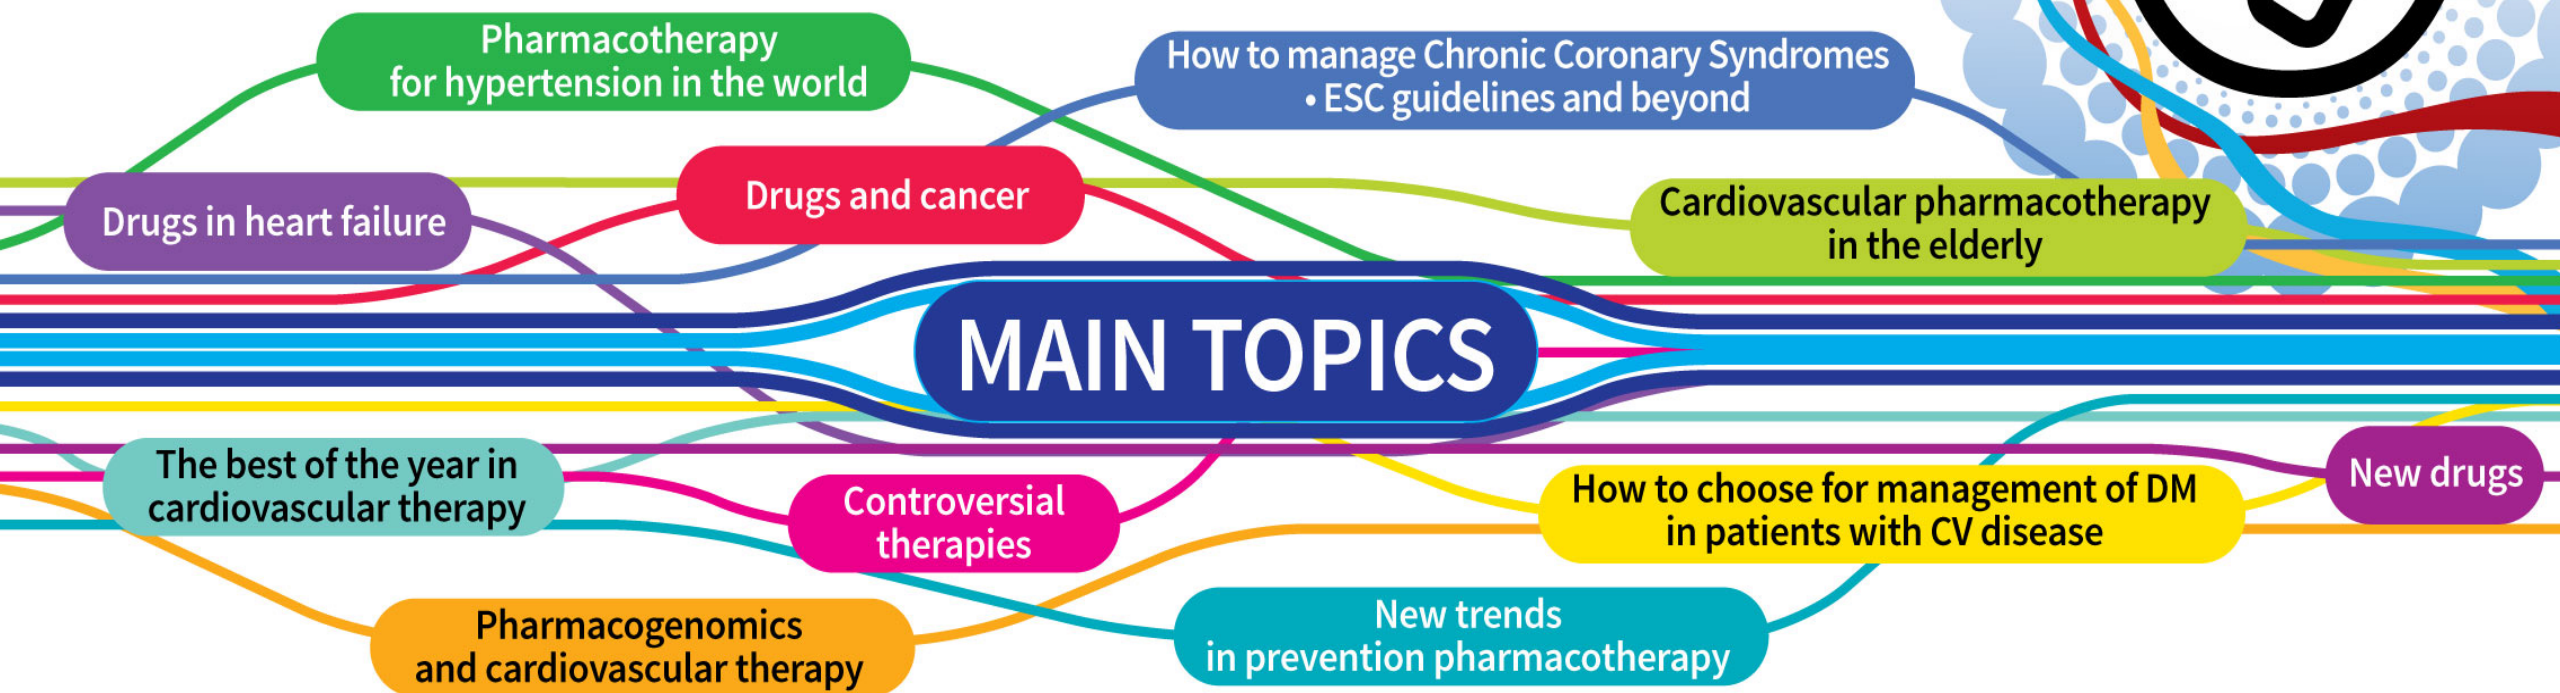 Pharmacotherapy
for hypertension in the world
How to manage Chronic Coronary Syndromes
• ESC guidelines and beyond
Drugs in heart failure
Drugs and cancer
Cardiovascular pharmacotherapy
in the elderly
MAIN TOPICS
The best of the year in
cardiovascular therapy
Controversial
therapies
How to choose for management of DM
in patients with CV disease
New drugs
Pharmacogenomics
and cardiovascular therapy
New trends
in prevention pharmacotherapy